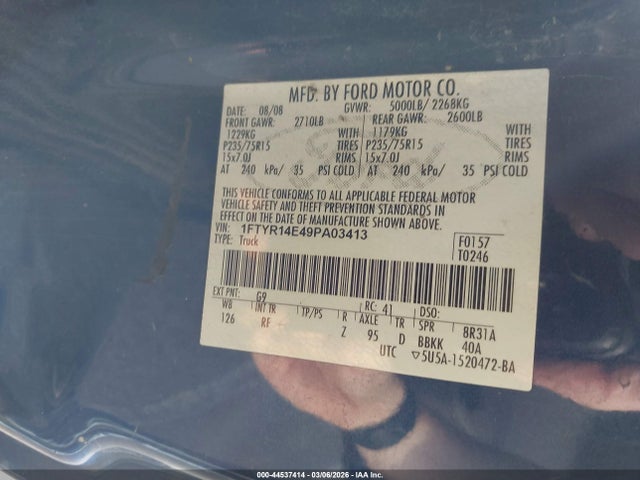 MFD. BY FORD MOTOR CO.
DATE: 08/08 GVWR: 5000LB/ 2268KG
FRONT GAWR: 2710LB REAR GAWR: 2600LB
1229KG WITH 1179KG WITH
P235/75R15 TIRES P235/75R15 TIRES
15x7.0J RIMS 15x7.0J RIMS
AT 240 kPa/ 35 PSI COLD AT 240 kPa/ 35 PSI COLD
THIS VEHICLE CONFORMS TO ALL APPLICABLE FEDERAL MOTOR
VEHICLE SAFETY AND THEFT PREVENTION STANDARDS IN
EFFECT ON THE DATE OF MANUFACTURE SHOWN ABOVE.
VIN: 1FTYR14E49PA03413 F0157
TYPE: Truck T0246
EXT PNT: G9 RC: 41 DSO:
WB INT TR TP/PS R AXLE TR SPR 8R31A
126 RF Z 95 D BBKK 40A
UTC ▽5U5A-1520472-BA
Ford
000-44537414 - 03/06/2026 - IAA Inc.